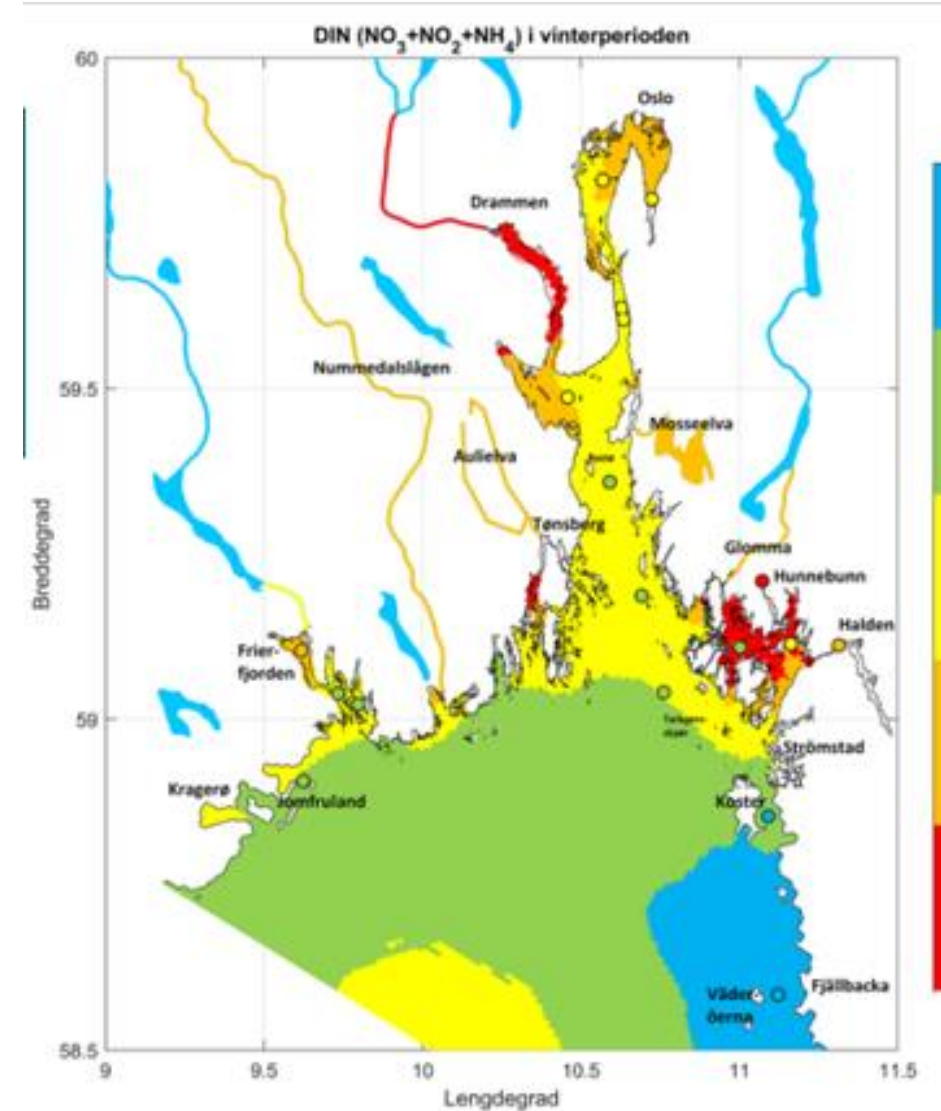 DIN (NO3+NO2+NH4) i vinterperioden
60
Oslo
Drammen
59.5
Nummedalslågen
Mosseelva
Aulielva
Tønsberg
Glomma
Hunnebunn
Halden
Frier-
fjorden
59
Strömstad
Kragerø
Jomfruland
Koster
Väder
öerna
Fjällbacka
58.5
9
9.5
10
10.5
11
11.5
Breddegrad
Lengdegrad